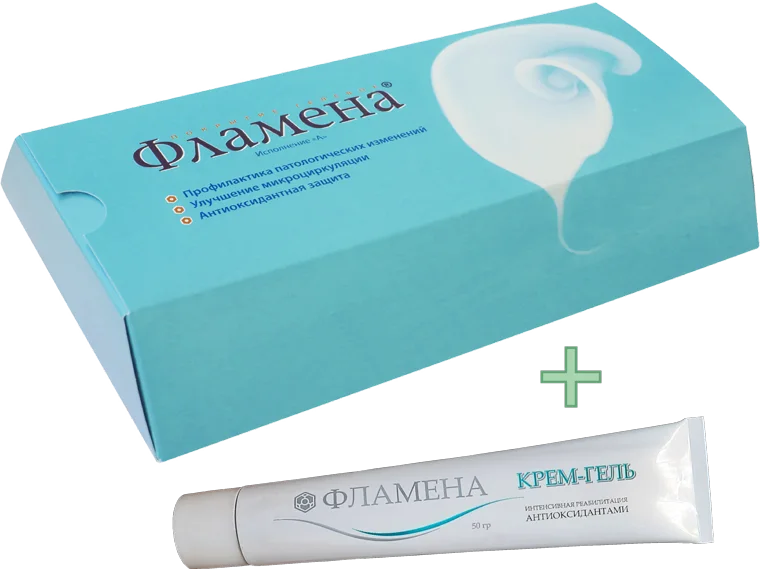 Фламена®
Исполнение «А»
Профилактика патологических изменений
Улучшение микроциркуляции
Антиоксидантная защита
ФЛАМЕНА
50 гр
КРЕМ-ГЕЛЬ
ИНТЕНСИВНАЯ РЕАБИЛИТАЦИЯ
АНТИОКСИДАНТАМИ